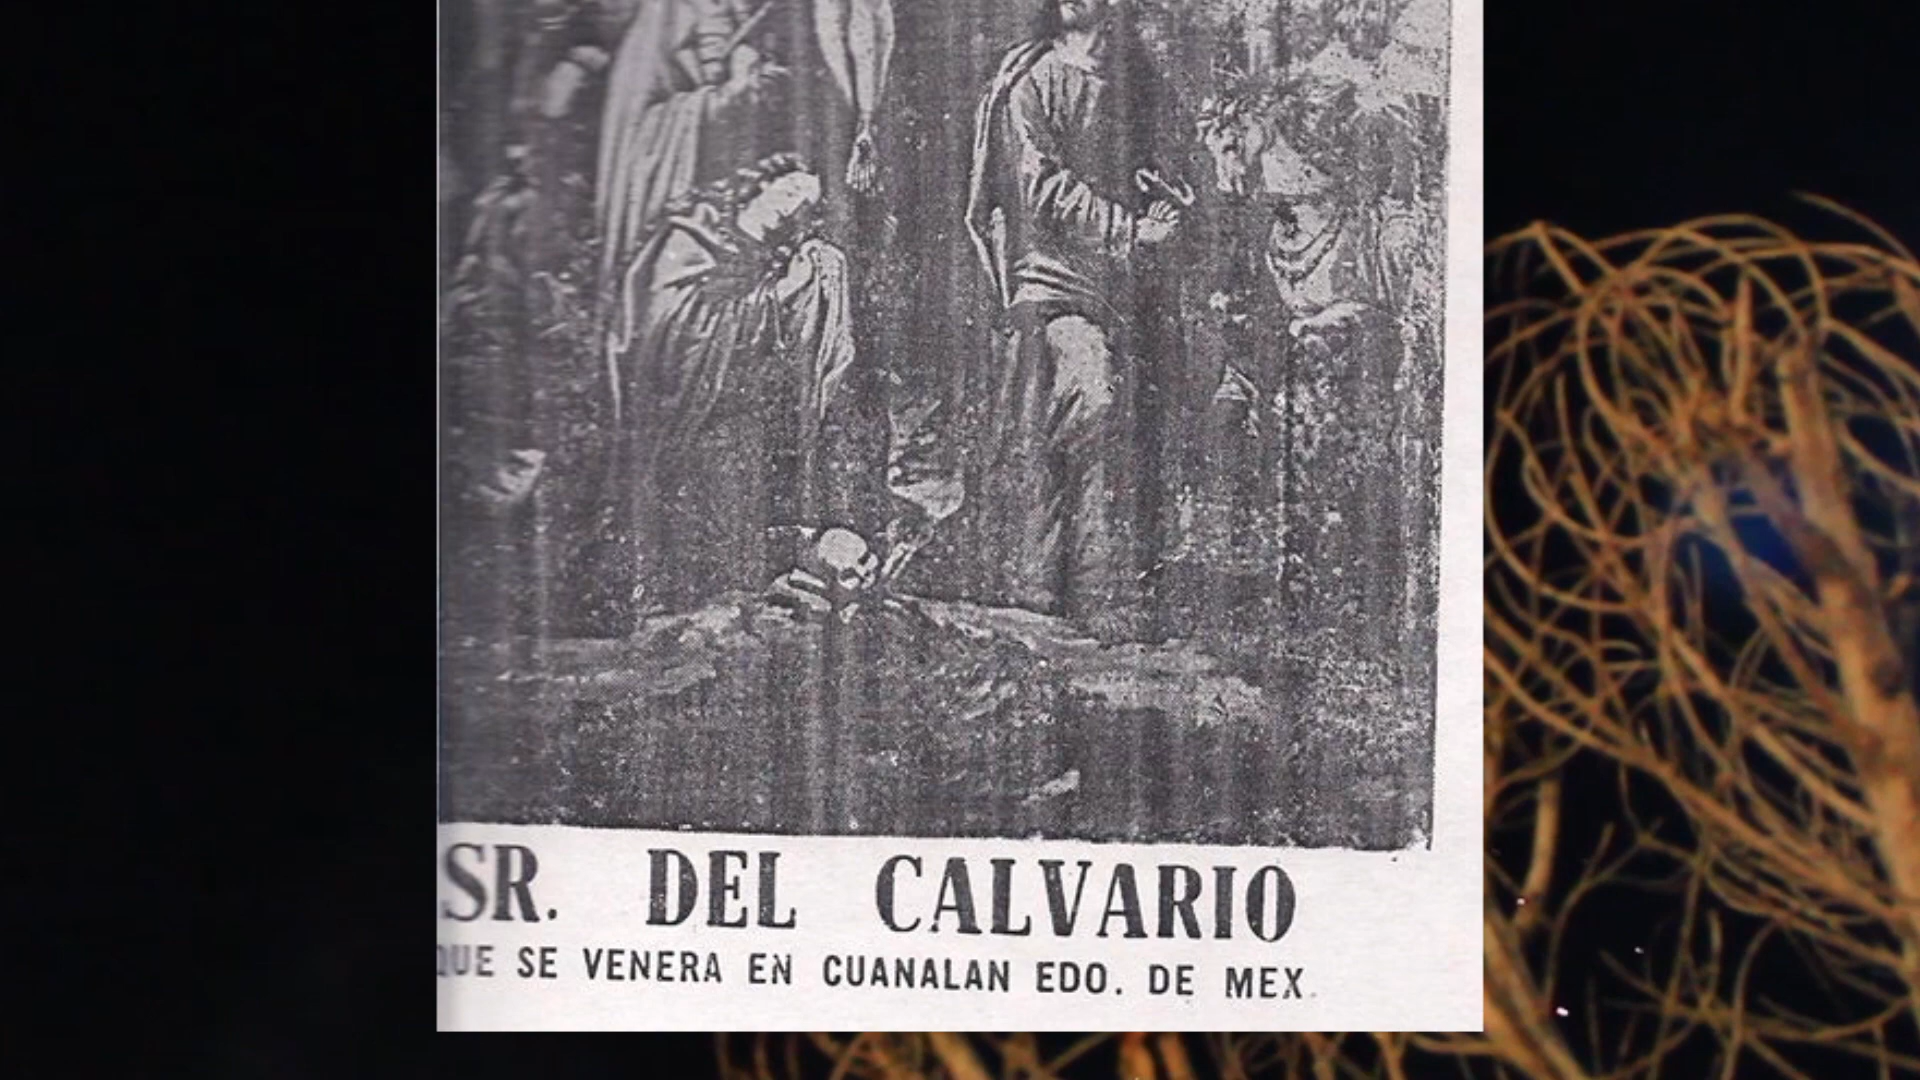 SR. DEL CALVARIO
QUE SE VENERA EN CUANALAN EDO. DE MEX.